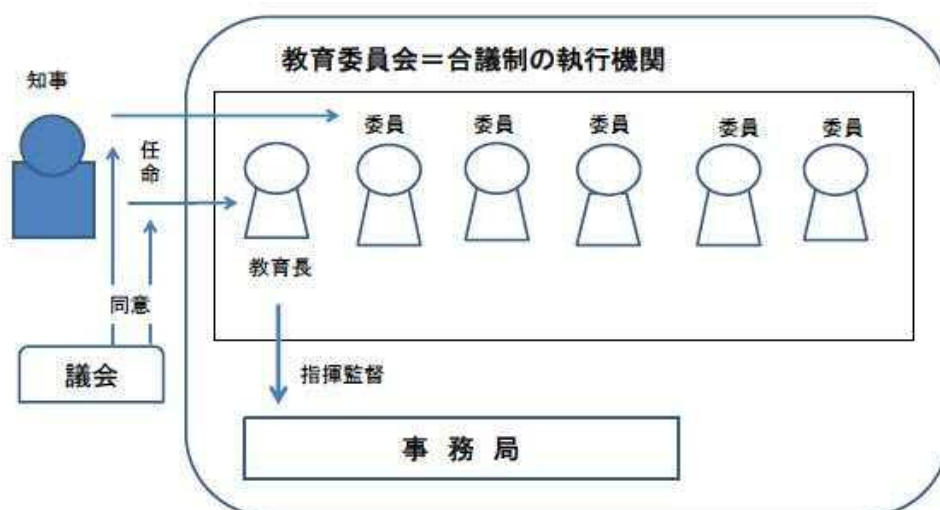 教育委員会＝合議制の執行機関
知事
委員
委員
委員
委員
委員
任命
教育長
同意
議会
指揮監督
事 務 局